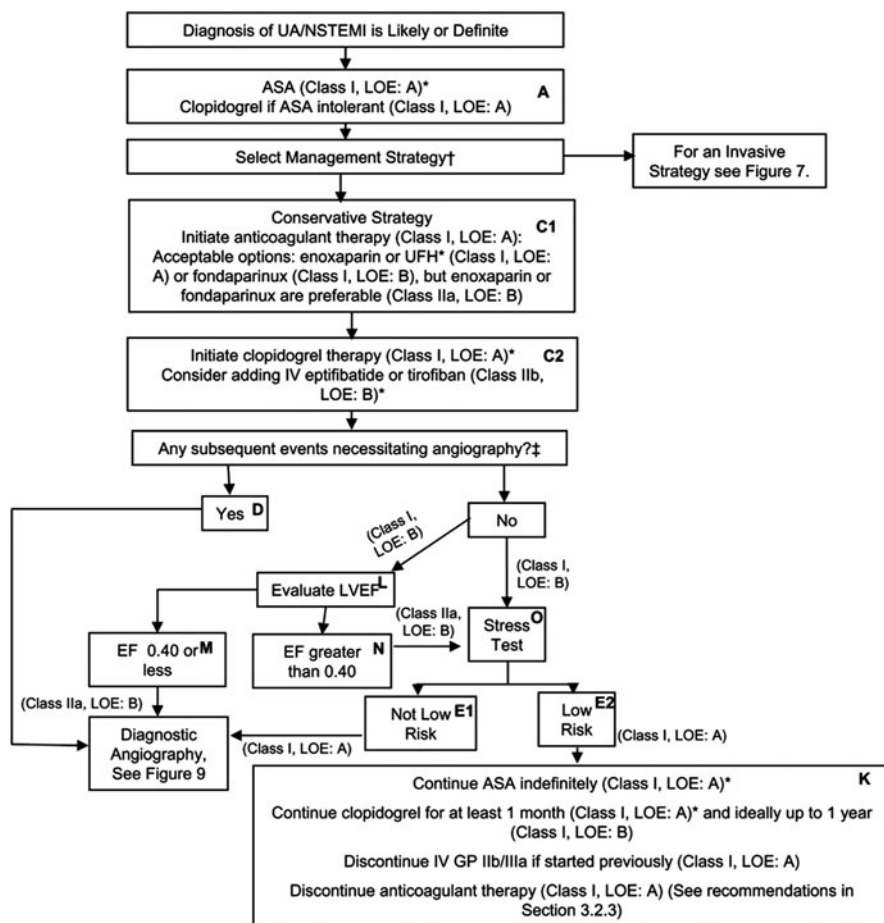 Diagnosis of UA/NSTEMI is Likely or Definite
ASA (Class I, LOE: A)*
A
Clopidogrel if ASA intolerant (Class I, LOE: A)
Select Management Strategy†
For an Invasive
Strategy see Figure 7.
Conservative Strategy
C1
Initiate anticoagulant therapy (Class I, LOE: A):
Acceptable options: enoxaparin or UFH* (Class I, LOE:
A) or fondaparinux (Class I, LOE: B), but enoxaparin or
fondaparinux are preferable (Class IIa, LOE: B)
Initiate clopidogrel therapy (Class I, LOE: A)*
C2
Consider adding IV eptifibatide or tirofiban (Class IIb,
LOE: B)*
Any subsequent events necessitating angiography?‡
Yes
D
No
(Class I,
LOE: B)
(Class I,
LOE: B)
Evaluate LVEF
L
(Class IIa,
LOE: B)
Stress
Test
O
EF 0.40 or
less
M
EF greater
than 0.40
N
(Class IIa, LOE: B)
Not Low
Risk
E1
Low
Risk
E2
Diagnostic
Angiography,
See Figure 9
(Class I, LOE: A)
(Class I, LOE: A)
Continue ASA indefinitely (Class I, LOE: A)*
K
Continue clopidogrel for at least 1 month (Class I, LOE: A)* and ideally up to 1 year
(Class I, LOE: B)
Discontinue IV GP IIb/IIIa if started previously (Class I, LOE: A)
Discontinue anticoagulant therapy (Class I, LOE: A) (See recommendations in
Section 3.2.3)